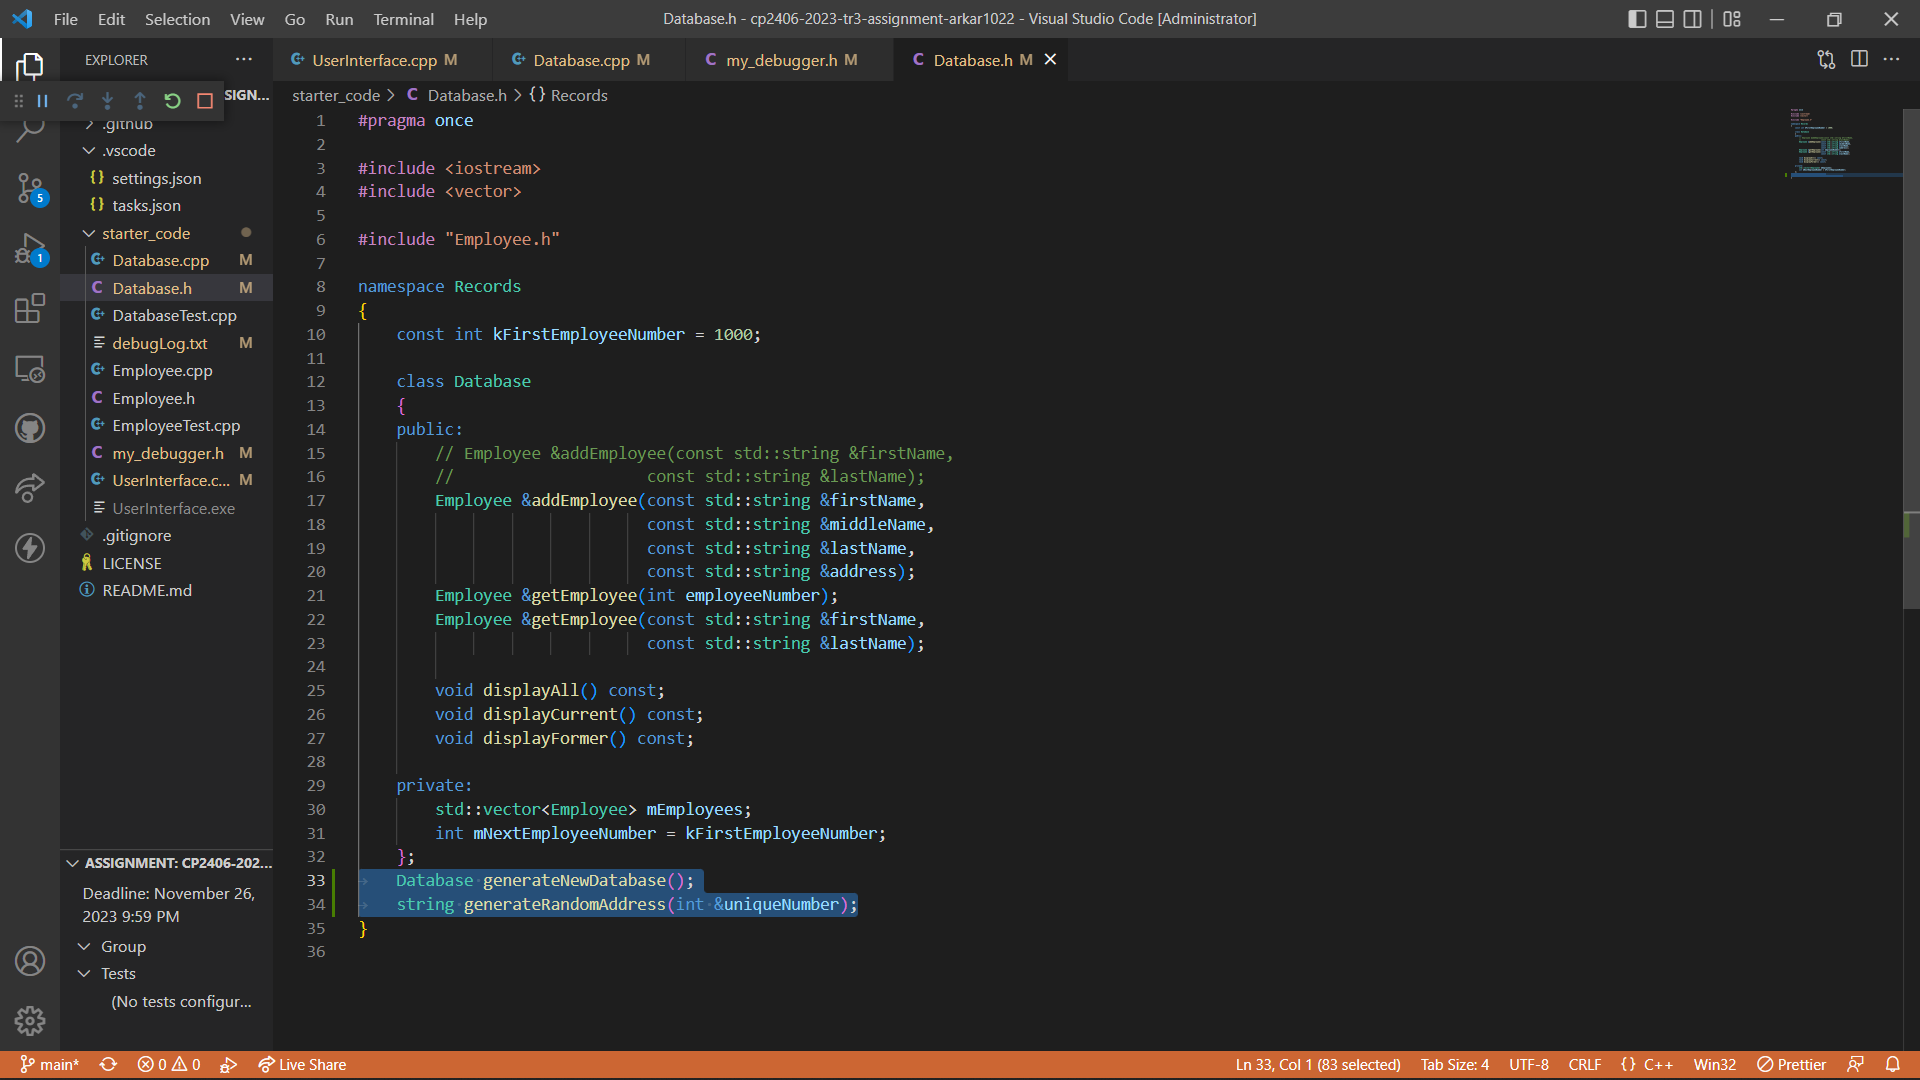 File Edit Selection View Go Run Terminal Help
Database.h - cp2406-2023-tr3-assignment-arkar1022 - Visual Studio Code [Administrator]
EXPLORER
UserInterface.cpp M
Database.cpp M
my_debugger.h M
Database.h M
SIGN...
.github
.vscode
settings.json
tasks.json
starter_code
Database.cpp M
Database.h M
DatabaseTest.cpp
debugLog.txt M
Employee.cpp
Employee.h
EmployeeTest.cpp
my_debugger.h M
UserInterface.c... M
UserInterface.exe
.gitignore
LICENSE
README.md
5
1
ASSIGNMENT: CP2406-202...
Deadline: November 26,
2023 9:59 PM
Group
Tests
(No tests configur...
starter_code > C Database.h > {} Records
1 #pragma once
2
3 #include <iostream>
4 #include <vector>
5
6 #include "Employee.h"
7
8 namespace Records
9 {
10 const int kFirstEmployeeNumber = 1000;
11
12 class Database
13 {
14 public:
15 // Employee &addEmployee(const std::string &firstName,
16 // const std::string &lastName);
17 Employee &addEmployee(const std::string &firstName,
18 const std::string &middleName,
19 const std::string &lastName,
20 const std::string &address);
21 Employee &getEmployee(int employeeNumber);
22 Employee &getEmployee(const std::string &firstName,
23 const std::string &lastName);
24
25 void displayAll() const;
26 void displayCurrent() const;
27 void displayFormer() const;
28
29 private:
30 std::vector<Employee> mEmployees;
31 int mNextEmployeeNumber = kFirstEmployeeNumber;
32 };
33 Database generateNewDatabase();
34 string generateRandomAddress(int &uniqueNumber);
35 }
36
main* 0 0 Live Share
Ln 33, Col 1 (83 selected) Tab Size: 4 UTF-8 CRLF {} C++ Win32 Prettier